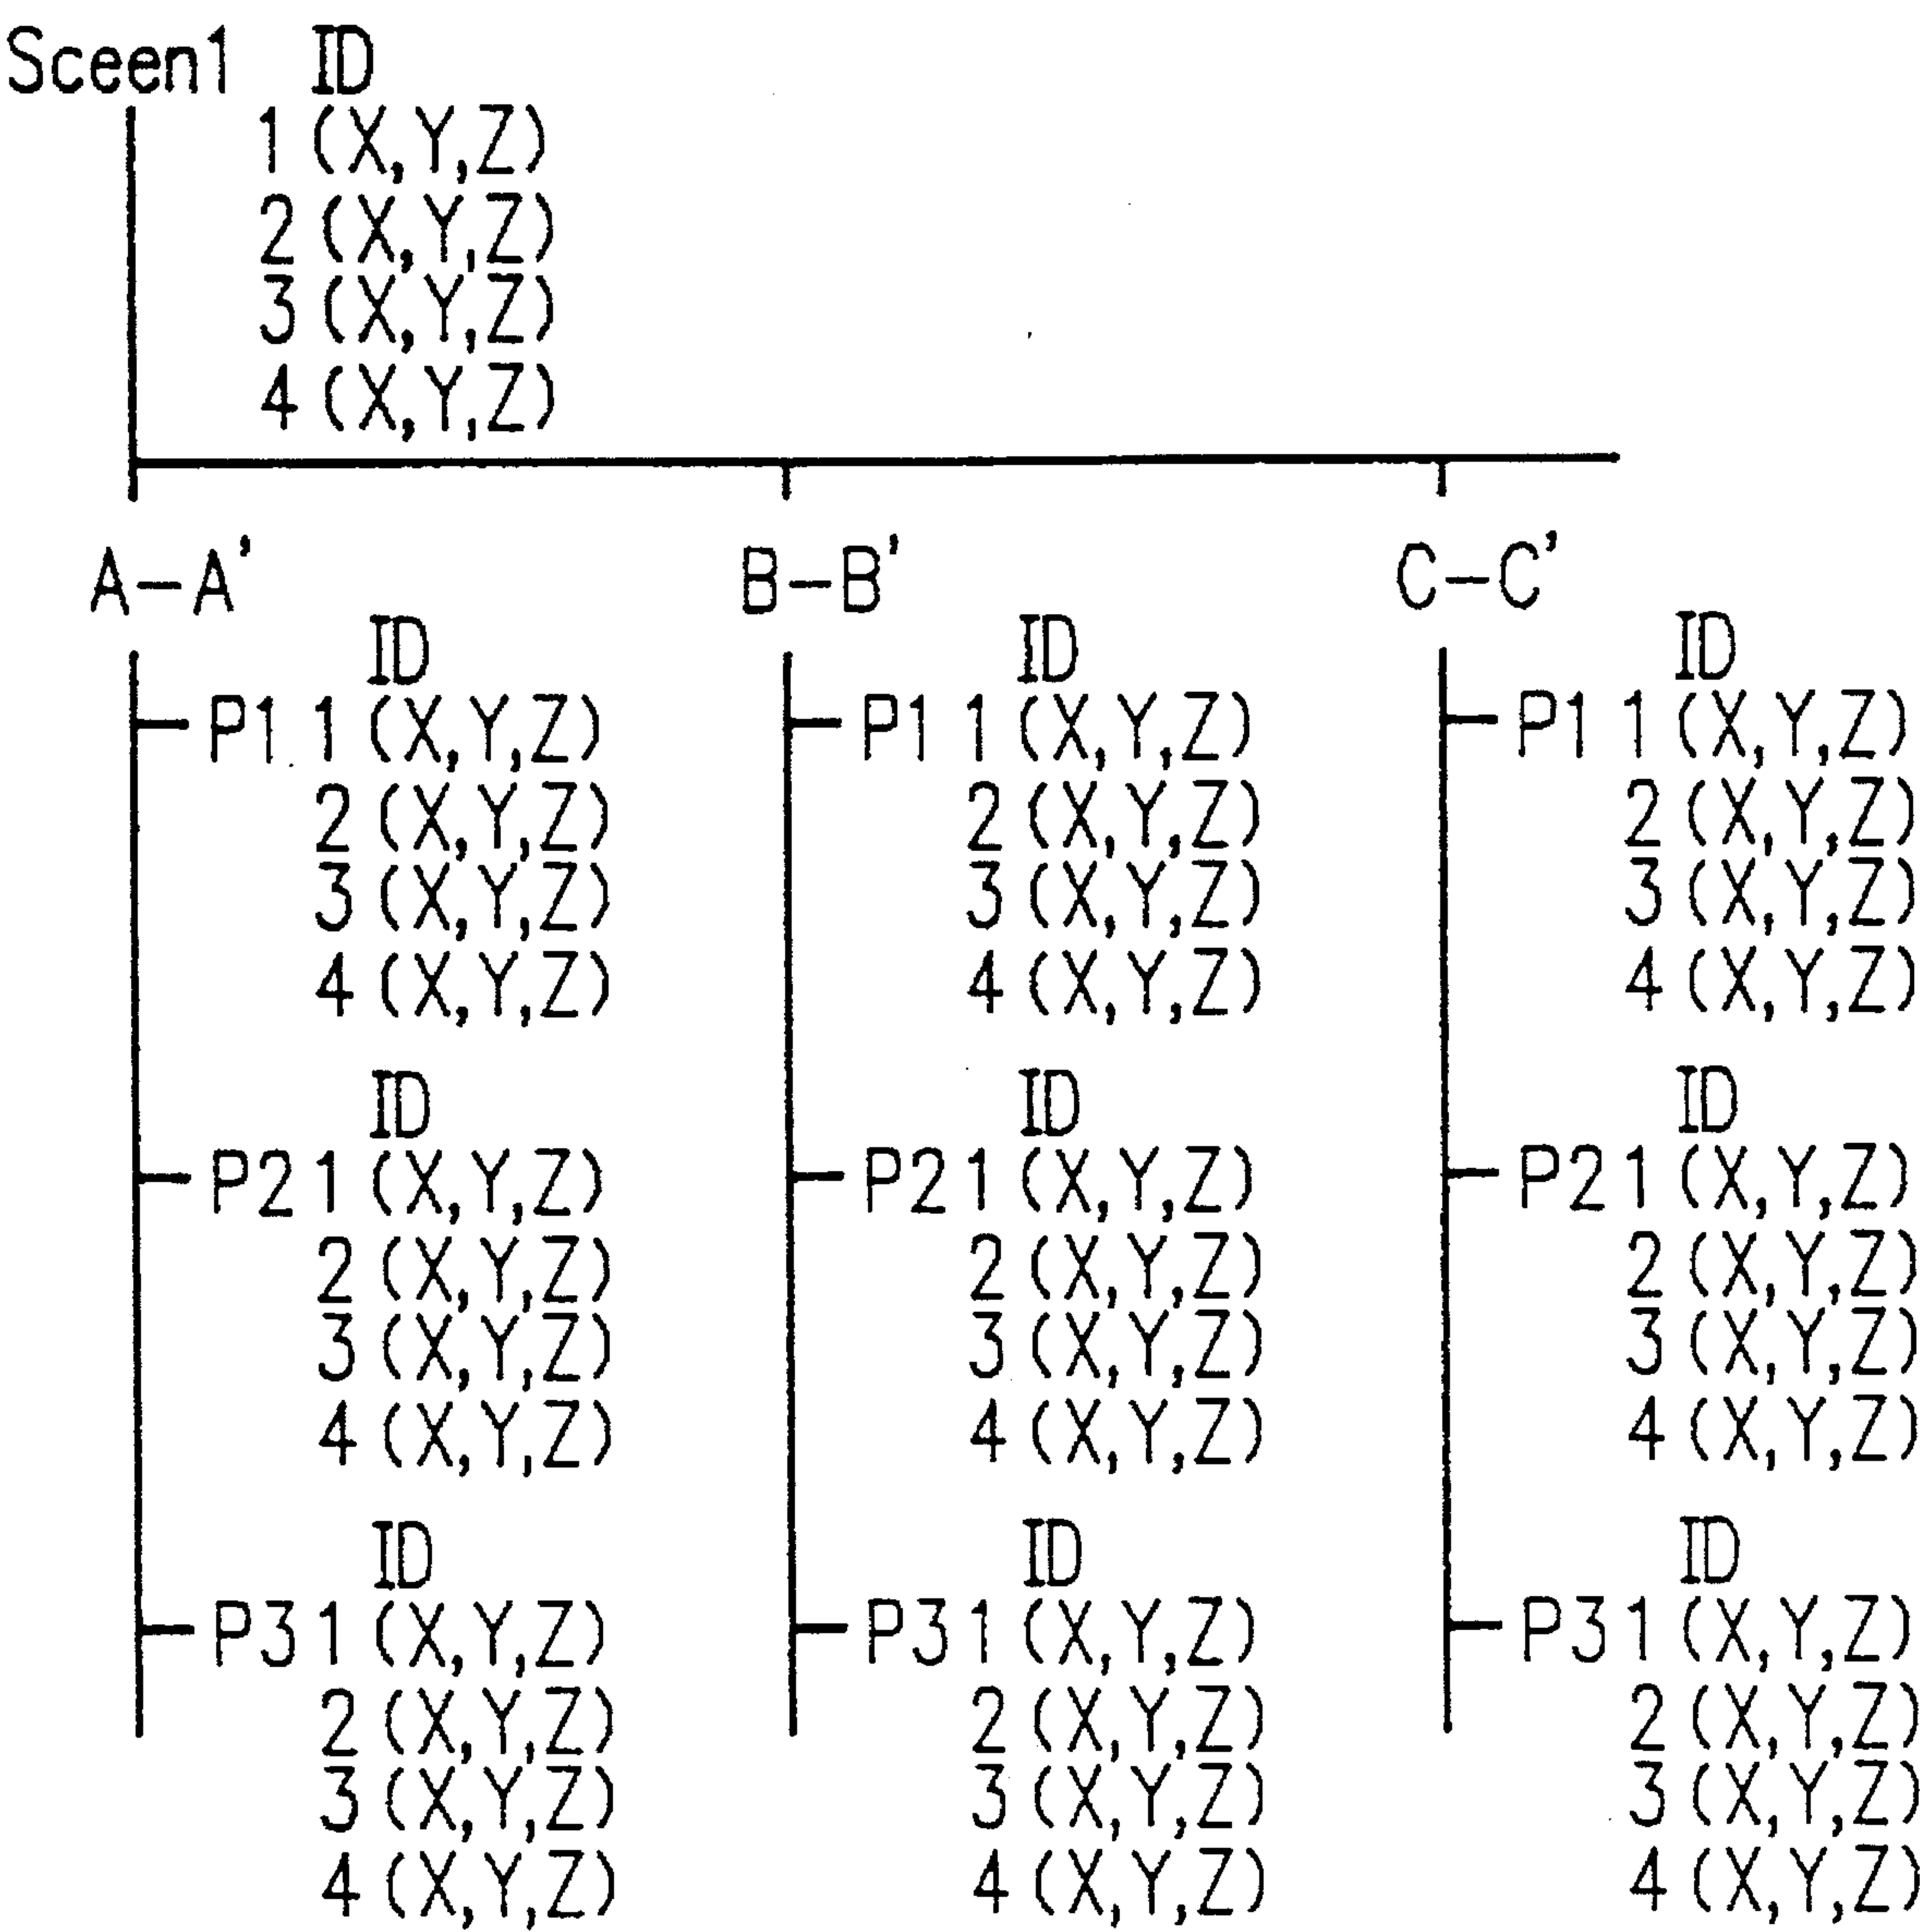 Sceen1 ID
1 (X,Y,Z)
2 (X,Y,Z)
3 (X,Y,Z)
4 (X,Y,Z)
A-A' B-B' C-C'
ID ID ID
P1 1 (X,Y,Z) P1 1 (X,Y,Z) P1 1 (X,Y,Z)
2 (X,Y,Z) 2 (X,Y,Z) 2 (X,Y,Z)
3 (X,Y,Z) 3 (X,Y,Z) 3 (X,Y,Z)
4 (X,Y,Z) 4 (X,Y,Z) 4 (X,Y,Z)
ID ID ID
P2 1 (X,Y,Z) P2 1 (X,Y,Z) P2 1 (X,Y,Z)
2 (X,Y,Z) 2 (X,Y,Z) 2 (X,Y,Z)
3 (X,Y,Z) 3 (X,Y,Z) 3 (X,Y,Z)
4 (X,Y,Z) 4 (X,Y,Z) 4 (X,Y,Z)
ID ID ID
P3 1 (X,Y,Z) P3 1 (X,Y,Z) P3 1 (X,Y,Z)
2 (X,Y,Z) 2 (X,Y,Z) 2 (X,Y,Z)
3 (X,Y,Z) 3 (X,Y,Z) 3 (X,Y,Z)
4 (X,Y,Z) 4 (X,Y,Z) 4 (X,Y,Z)